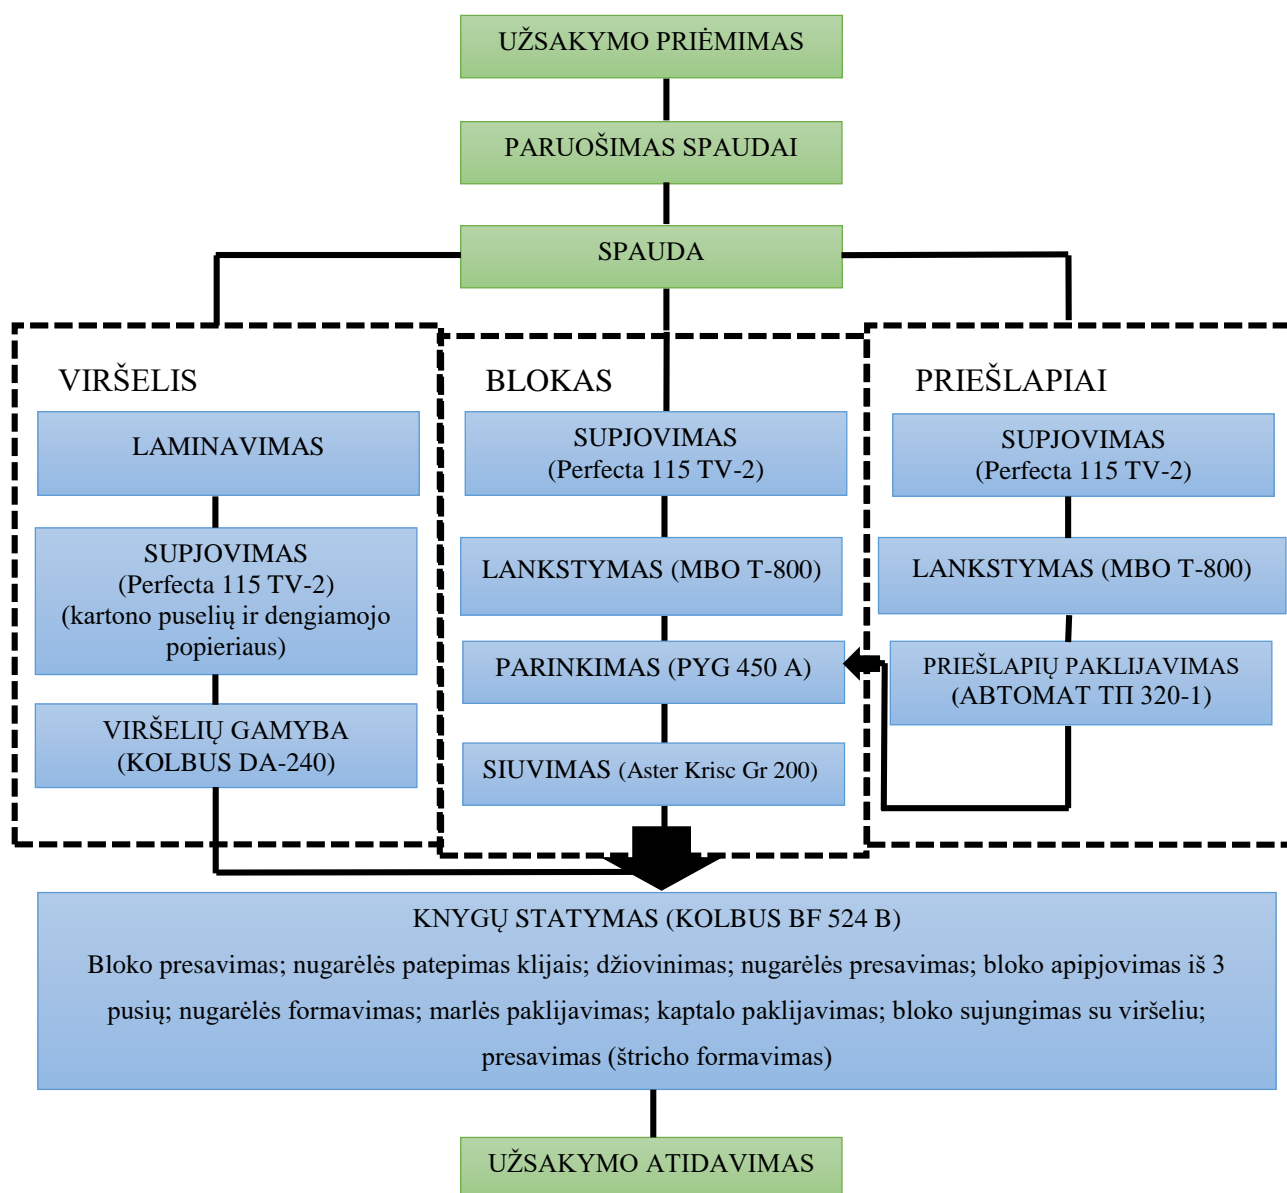 UŽSAKYMO PRIĖMIMAS
PARUOŠIMAS SPAUDAI
SPAUDA
VIRŠELIS
LAMINAVIMAS
SUPJOVIMAS
(Perfecta 115 TV-2)
(kartono puselių ir dengiamojo
popieriaus)
VIRŠELIŲ GAMYBA
(KOLBUS DA-240)
BLOKAS
SUPJOVIMAS
(Perfecta 115 TV-2)
LANKSTYMAS (MBO T-800)
PARINKIMAS (PYG 450 A)
SIUVIMAS (Aster Krisc Gr 200)
PRIEŠLAPIAI
SUPJOVIMAS
(Perfecta 115 TV-2)
LANKSTYMAS (MBO T-800)
PRIEŠLAPIŲ PAKLIJAVIMAS
(АВТОМАТ ТП 320-1)
KNYGŲ STATYMAS (KOLBUS BF 524 B)
Bloko presavimas; nugarėlės patepimas klijais; džiovinimas; nugarėlės presavimas; bloko apipjovimas iš 3
pusių; nugarėlės formavimas; marlės paklijavimas; kaptalo paklijavimas; bloko sujungimas su viršeliu;
presavimas (štricho formavimas)
UŽSAKYMO ATIDAVIMAS